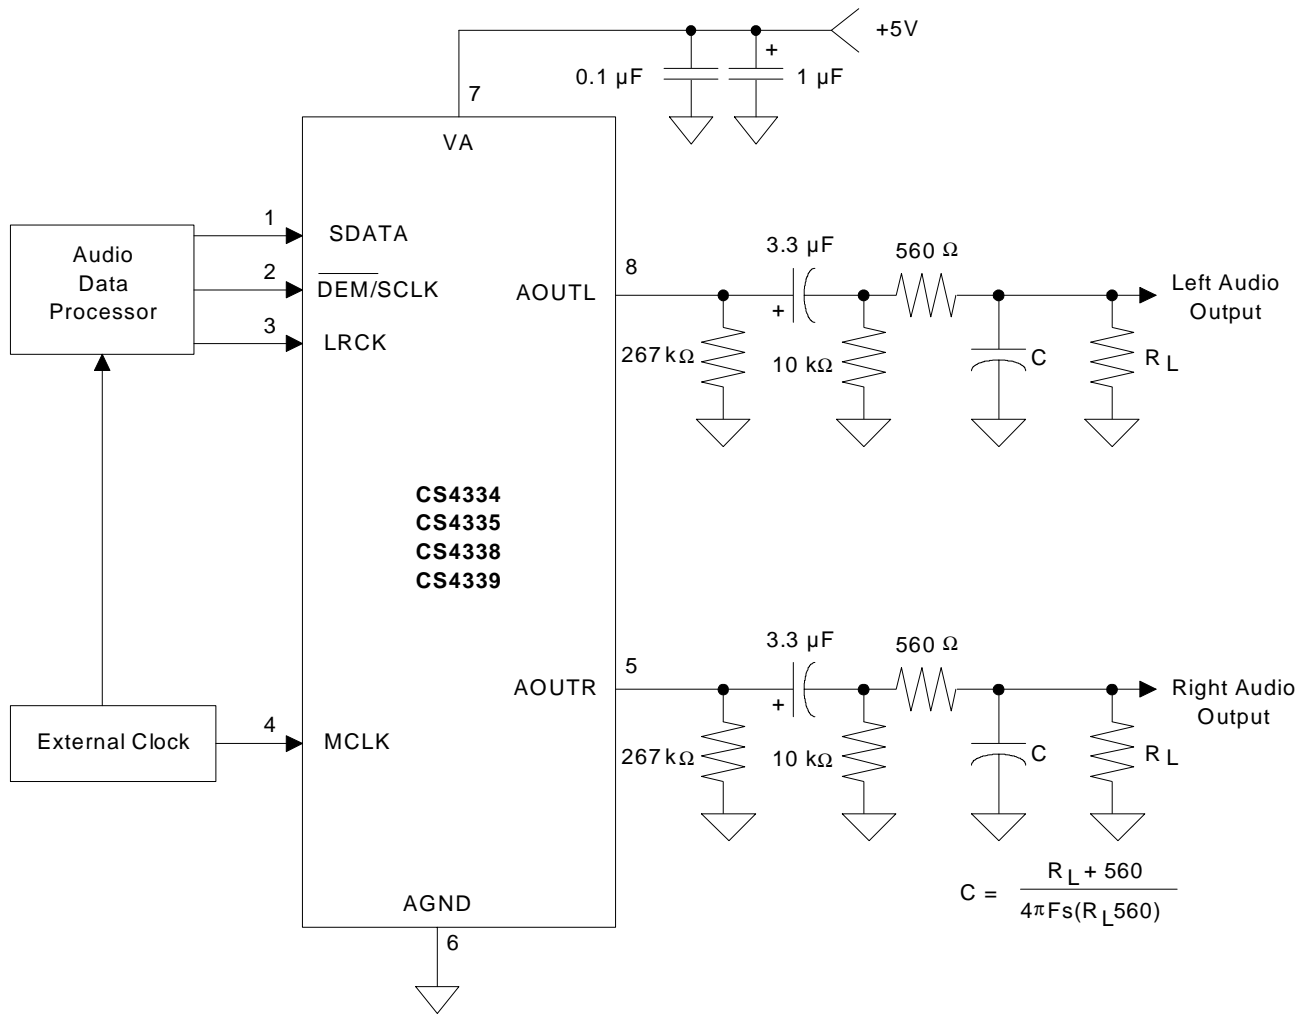 +5V
+
0.1 µF
1 µF
7
VA
1
SDATA
Audio
Data
Processor
2
DEM/SCLK
3
LRCK
8
AOUTL
3.3 µF
+
560 Ω
Left Audio
Output
267 kΩ
10 kΩ
C
R L
CS4334
CS4335
CS4338
CS4339
5
AOUTR
3.3 µF
+
560 Ω
Right Audio
Output
267 kΩ
10 kΩ
C
R L
External Clock
4
MCLK
AGND
6
C = R L + 560
4πFs(R L 560)